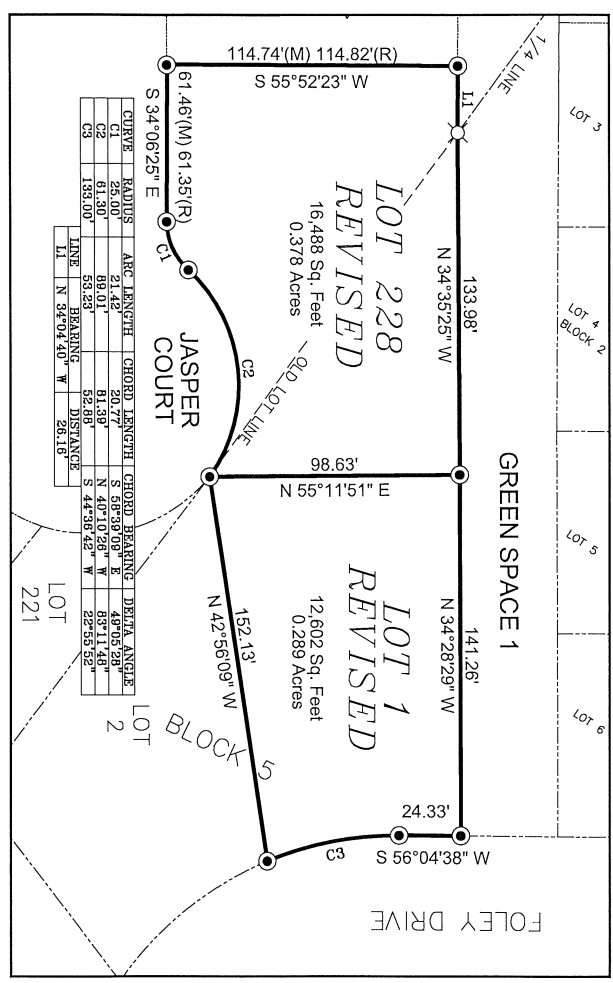 114.74'(M) 114.82'(R)
S 55°52'23" W
L1
1/4 LINE
LOT 3
61.46'(M) 61.35'(R)
S 34°06'25" E
LOT 228
REVISED
16,488 Sq. Feet
0.378 Acres
133.98'
N 34°35'25" W
LOT 4
BLOCK 2
C1
C2
JASPER
COURT
OLD LOT LINE
98.63'
N 55°11'51" E
GREEN SPACE 1
LOT 5
CURVE RADIUS ARC LENGTH CHORD LENGTH CHORD BEARING DELTA ANGLE
C1 25.00' 21.42' 20.77' S 58°39'09" E 49°05'28"
C2 61.30' 89.01' 81.39' N 40°10'26" W 83°11'48"
C3 133.00' 53.23' 52.88' S 44°36'42" W 22°55'52"
LINE BEARING DISTANCE
L1 N 34°04'40" W 26.16'
LOT
221
LOT
2
BLOCK 5
152.13'
N 42°56'09" W
LOT 1
REVISED
12,602 Sq. Feet
0.289 Acres
141.26'
N 34°28'29" W
LOT 6
24.33'
S 56°04'38" W
C3
FOLEY DRIVE